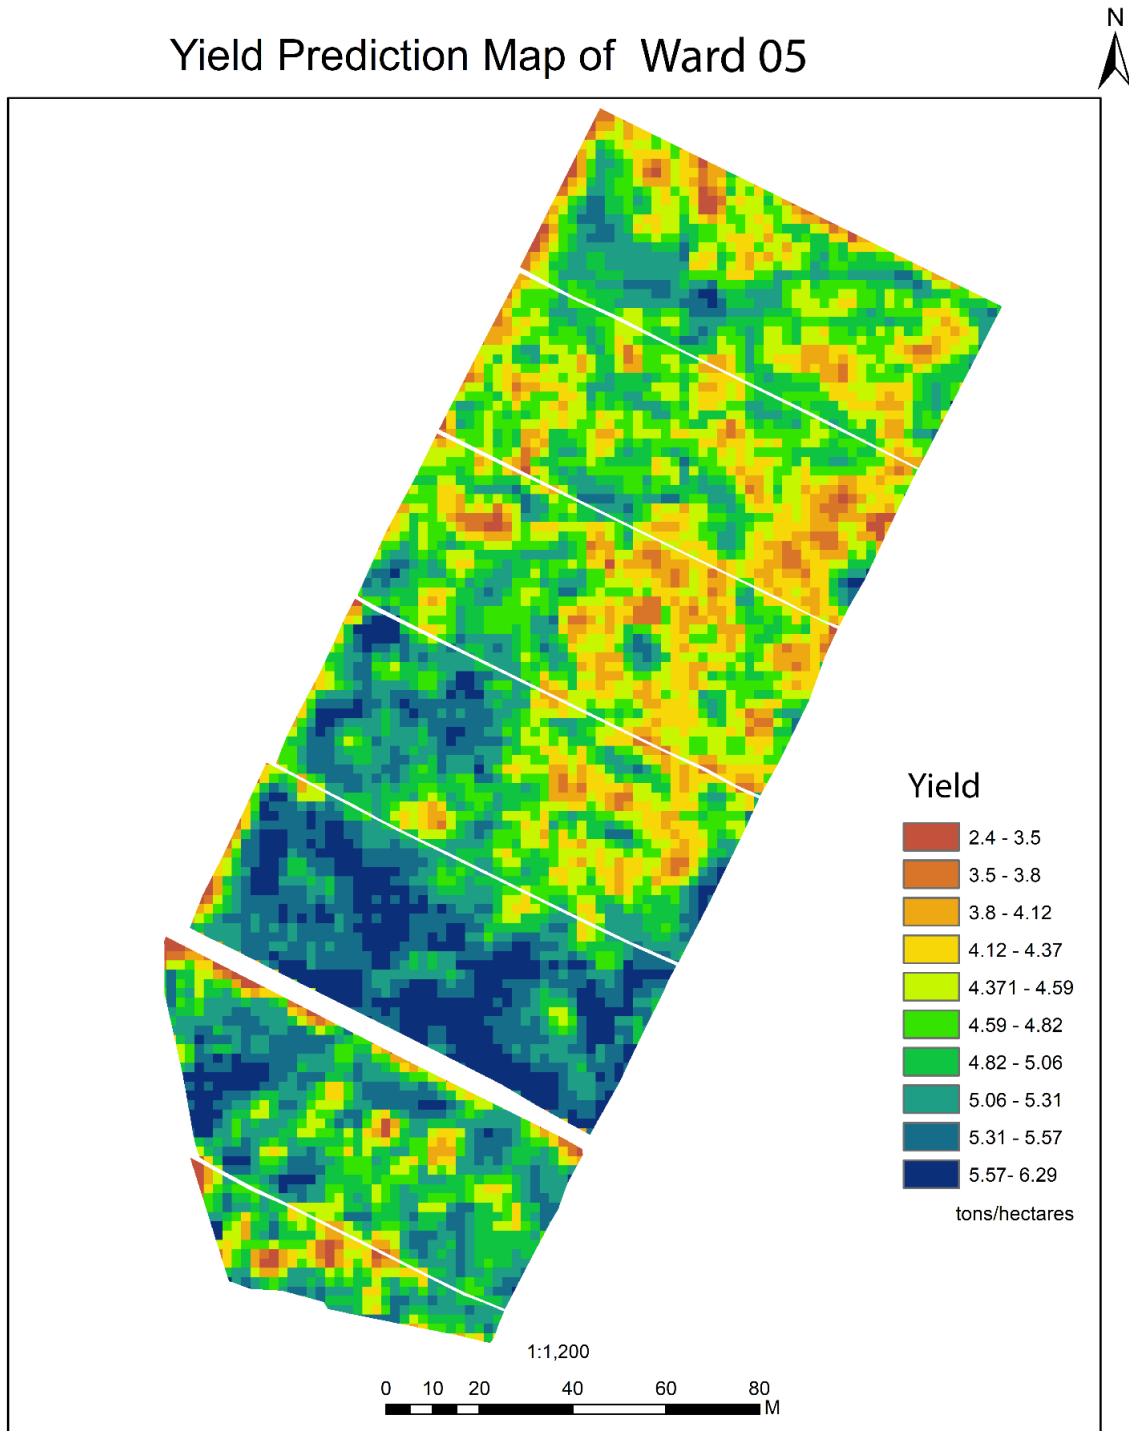 N
Yield Prediction Map of Ward 05
Yield
2.4 - 3.5
3.5 - 3.8
3.8 - 4.12
4.12 - 4.37
4.371 - 4.59
4.59 - 4.82
4.82 - 5.06
5.06 - 5.31
5.31 - 5.57
5.57- 6.29
tons/hectares
1:1,200
0 10 20 40 60 80
M